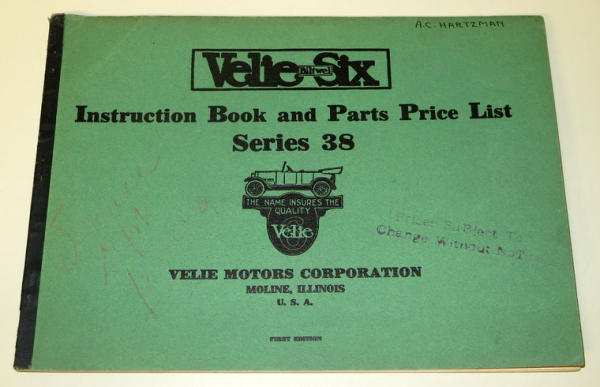 A.C. HARTZMAN
Velie Biltwel Six
Instruction Book and Parts Price List
Series 38
THE NAME INSURES THE
QUALITY
Velie
6
Prices Subject To
Change Without NoT
VELIE MOTORS CORPORATION
MOLINE, ILLINOIS
U. S. A.
FIRST EDITION